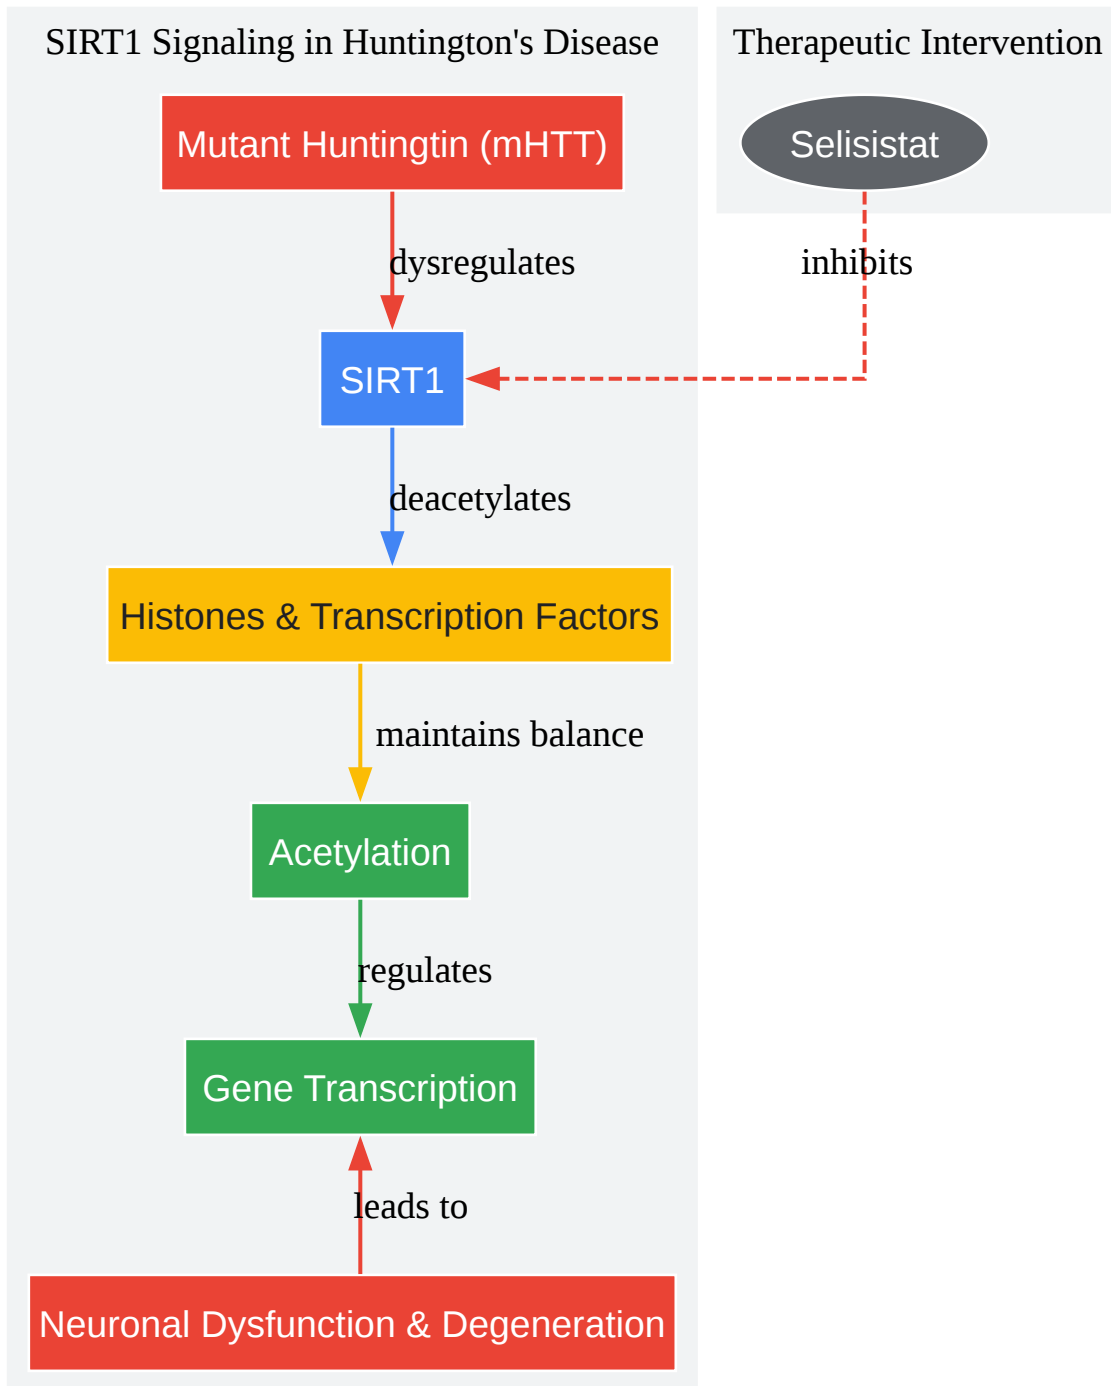 SIRT1 Signaling in Huntington's Disease
Therapeutic Intervention
Mutant Huntingtin (mHTT)
Selisistat
dysregulates
inhibits
SIRT1
deacetylates
Histones & Transcription Factors
maintains balance
Acetylation
regulates
Gene Transcription
leads to
Neuronal Dysfunction & Degeneration